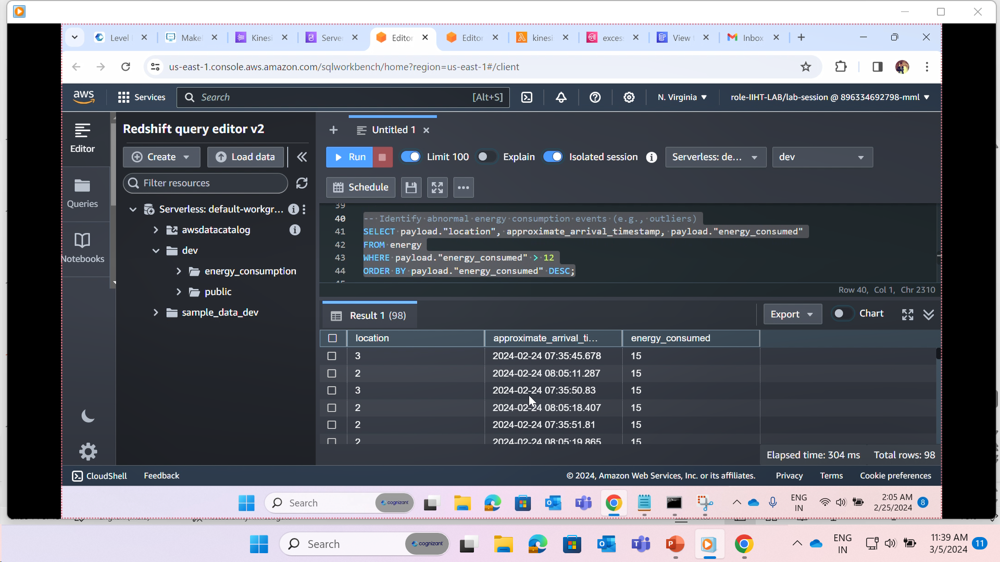 Level
Make
Kinesi
Server
Editor
Editor
kinesi
exces
View
Inbox
us-east-1.console.aws.amazon.com/sqlworkbench/home?region=us-east-1#/client
aws
Services
Search
[Alt+S]
N. Virginia
role-IIHT-LAB/lab-session @ 896334692798-mml
Editor
Queries
Notebooks
Redshift query editor v2
Create
Load data
Filter resources
Serverless: default-workgr...
awsdatacatalog
dev
energy_consumption
public
sample_data_dev
Untitled 1
Run
Limit 100
Explain
Isolated session
Serverless: de...
dev
Schedule
39
40 -- Identify abnormal energy consumption events (e.g., outliers)
41 SELECT payload."location", approximate_arrival_timestamp, payload."energy_consumed"
42 FROM energy
43 WHERE payload."energy_consumed" > 12
44 ORDER BY payload."energy_consumed" DESC;
Row 40, Col 1, Chr 2310
Result 1 (98)
Export
Chart
location approximate_arrival_ti... energy_consumed
3 2024-02-24 07:35:45.678 15
2 2024-02-24 08:05:11.287 15
3 2024-02-24 07:35:50.83 15
2 2024-02-24 08:05:18.407 15
2 2024-02-24 07:35:51.81 15
2 2024-02-24 08:05:19.865 15
Elapsed time: 304 ms Total rows: 98
CloudShell
Feedback
© 2024, Amazon Web Services, Inc. or its affiliates.
Privacy
Terms
Cookie preferences
Search
cognizant
ENG
IN
2:05 AM
2/25/2024
8
Search
cognizant
ENG
IN
11:39 AM
3/5/2024
11